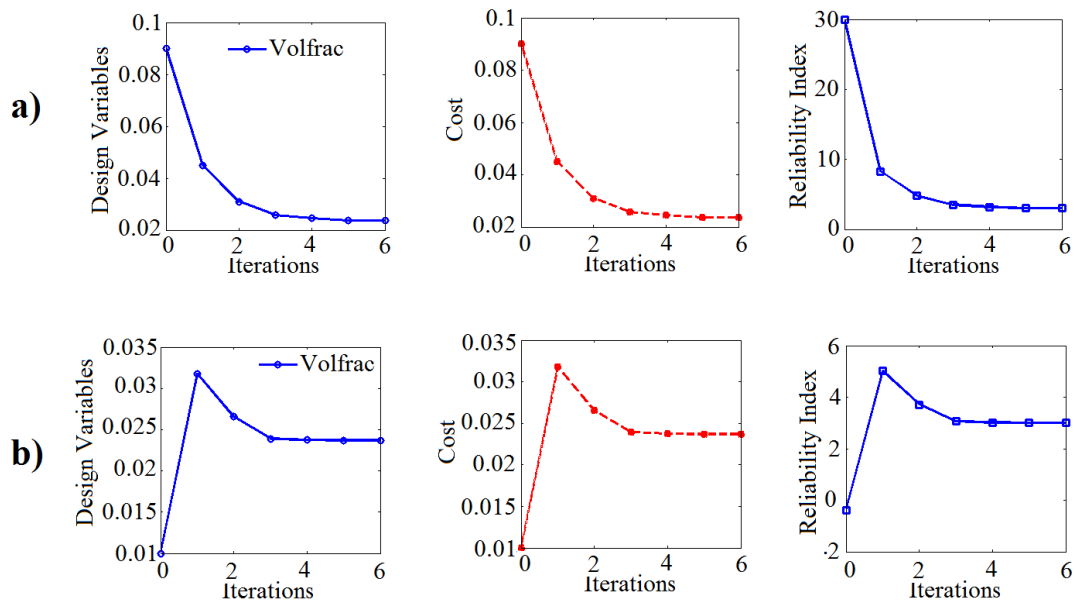 a)
Design Variables
0.1
0.08
0.06
0.04
0.02
Volfrac
0 2 4 6
Iterations
Cost
0.1
0.08
0.06
0.04
0.02
0 2 4 6
Iterations
Reliability Index
30
20
10
0
0 2 4 6
Iterations
b)
Design Variables
0.035
0.03
0.025
0.02
0.015
0.01
Volfrac
0 2 4 6
Iterations
Cost
0.035
0.03
0.025
0.02
0.015
0.01
0 2 4 6
Iterations
Reliability Index
6
4
2
0
-2
0 2 4 6
Iterations